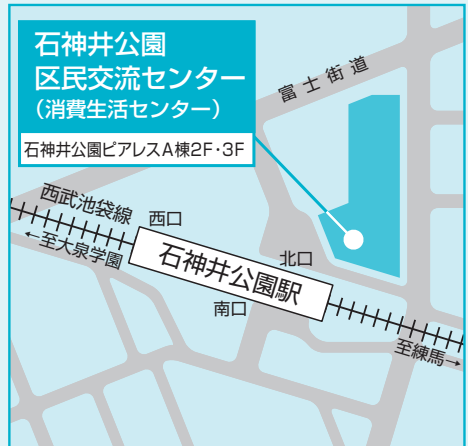 石神井公園
区民交流センター
（消費生活センター）
石神井公園ピアレスA棟2F・3F
富士街道
西武池袋線
西口
←至大泉学園
石神井公園駅
北口
南口
至練馬→